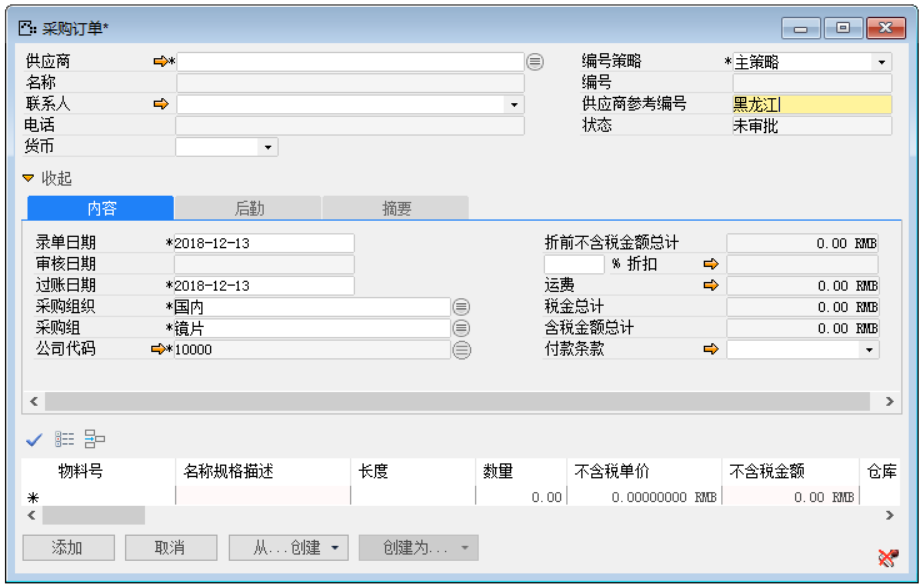 采购订单*
供应商 * 编号策略 *主策略
名称 编号
联系人 供应商参考编号 黑龙江
电话 状态 未审批
货币
收起
内容 后勤 摘要
录单日期 *2018-12-13 折前不含税金额总计 0.00 RMB
审核日期 % 折扣
过账日期 *2018-12-13 运费 0.00 RMB
采购组织 *国内 税金总计 0.00 RMB
采购组 *镜片 含税金额总计 0.00 RMB
公司代码 *10000 付款条款
物料号 名称规格描述 长度 数量 不含税单价 不含税金额 仓库
* 0.00 0.00000000 RMB 0.00 RMB
添加 取消 从...创建 创建为...